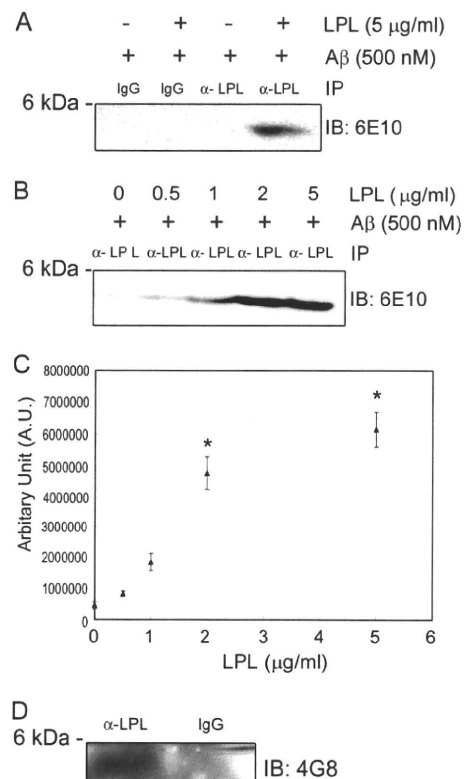 A
- + - + LPL (5 µg/ml)
+ + + + Aβ (500 nM)
IgG IgG α- LPL α-LPL IP
6 kDa -
IB: 6E10
B
0 0.5 1 2 5 LPL (µg/ml)
+ + + + + Aβ (500 nM)
α- LP L α-LPL α- LPL α- LPL α- LPL IP
6 kDa -
IB: 6E10
C
8000000
7000000
*
6000000
*
5000000
4000000
3000000
2000000
1000000
0
Arbitary Unit (A.U.)
0 1 2 3 4 5 6
LPL (µg/ml)
D
α-LPL IgG
6 kDa -
IB: 4G8